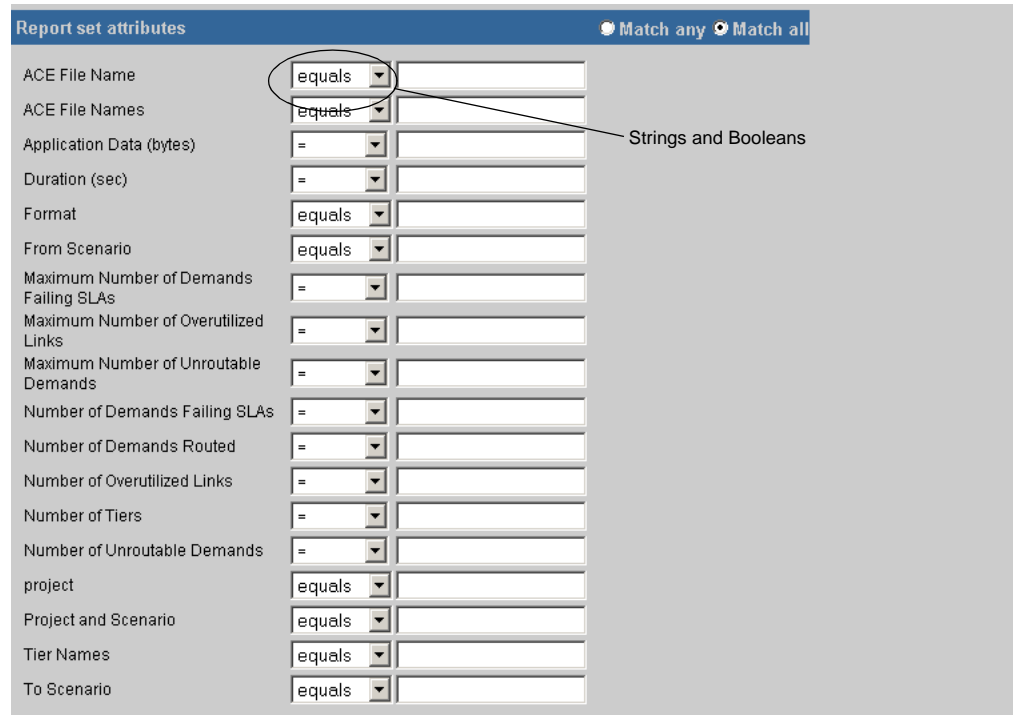 Report set attributes Match any Match all
ACE File Name equals
ACE File Names equals
Strings and Booleans
Application Data (bytes) =
Duration (sec) =
Format equals
From Scenario equals
Maximum Number of Demands
Failing SLAs =
Maximum Number of Overutilized
Links =
Maximum Number of Unroutable
Demands =
Number of Demands Failing SLAs =
Number of Demands Routed =
Number of Overutilized Links =
Number of Tiers =
Number of Unroutable Demands =
project equals
Project and Scenario equals
Tier Names equals
To Scenario equals